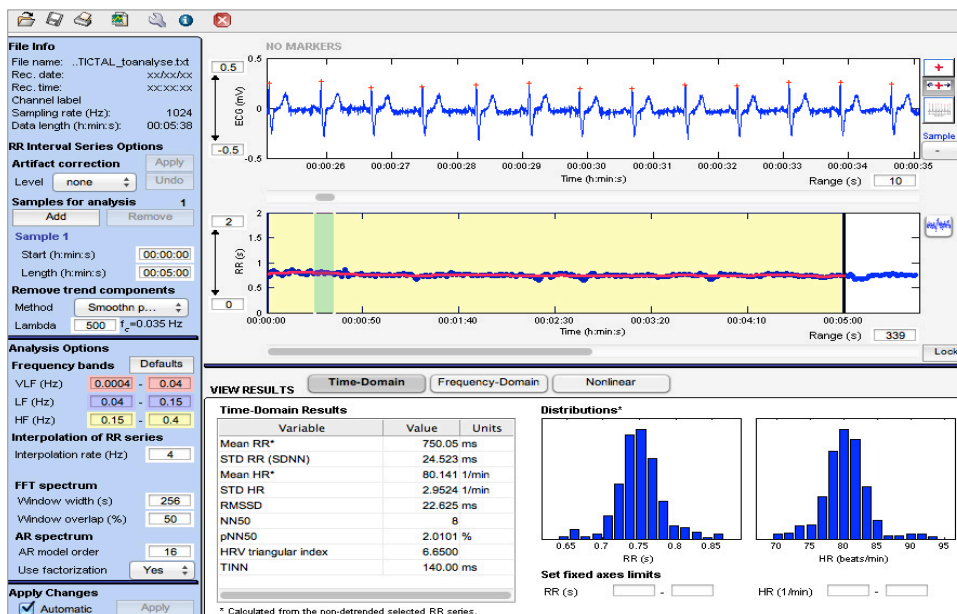 File Info
File name: ..TICTAL_toanalyse.txt
Rec. date: xx/xx/xx
Rec. time: xx:xx:xx
Channel label
Sampling rate (Hz): 1024
Data length (h:min:s): 00:05:38
RR Interval Series Options
Artifact correction Apply
Level none Undo
Samples for analysis 1
Add Remove
Sample 1
Start (h:min:s) 00:00:00
Length (h:min:s) 00:05:00
Remove trend components
Method Smoothn p...
Lambda 500 fc=0.035 Hz
Analysis Options
Frequency bands Defaults
VLF (Hz) 0.0004 - 0.04
LF (Hz) 0.04 - 0.15
HF (Hz) 0.15 - 0.4
Interpolation of RR series
Interpolation rate (Hz) 4
FFT spectrum
Window width (s) 256
Window overlap (%) 50
AR spectrum
AR model order 16
Use factorization Yes
Apply Changes
Automatic Apply
NO MARKERS
0.5
-0.5
ECG (mV)
0.5
0
-0.5
00:00:26 00:00:27 00:00:28 00:00:29 00:00:30 00:00:31 00:00:32 00:00:33 00:00:34 00:00:35
Time (h:min:s)
Range (s) 10
Sample
-
2
0
RR (s)
2
1.5
1
0.5
0
00:00:00 00:00:50 00:01:40 00:02:30 00:03:20 00:04:10 00:05:00
Time (h:min:s)
Range (s) 339
Lock
VIEW RESULTS Time-Domain Frequency-Domain Nonlinear
Time-Domain Results
Variable Value Units
Mean RR* 750.05 ms
STD RR (SDNN) 24.523 ms
Mean HR* 80.141 1/min
STD HR 2.9524 1/min
RMSSD 22.625 ms
NN50 8
pNN50 2.0101 %
HRV triangular index 6.6500
TINN 140.00 ms
* Calculated from the non-detrended selected RR series.
Distributions*
0.65 0.7 0.75 0.8 0.85
RR (s)
70 75 80 85 90 95
HR (beats/min)
Set fixed axes limits
RR (s) - HR (1/min) -